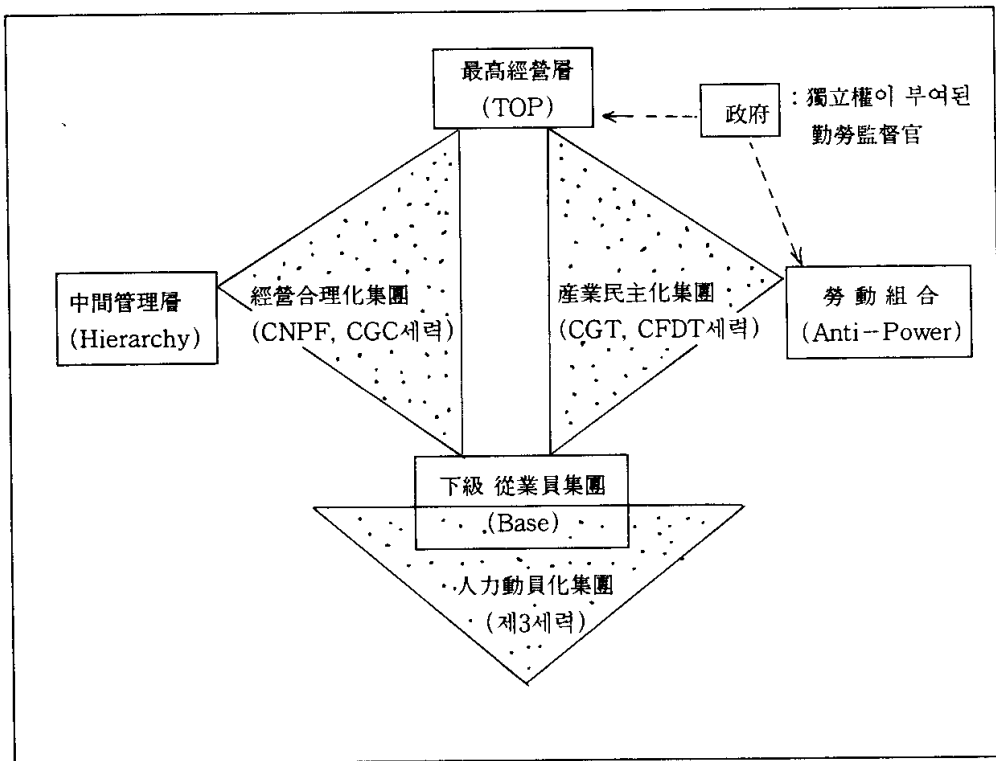 最高經營層
(TOP)
政府
: 獨立權이 부여된
勤勞監督官
中間管理層
(Hierarchy)
經營合理化集團
(CNPF, CGC세력)
産業民主化集團
(CGT, CFDT세력)
勞動組合
(Anti-Power)
下級 從業員集團
(Base)
人力動員化集團
(제3세력)